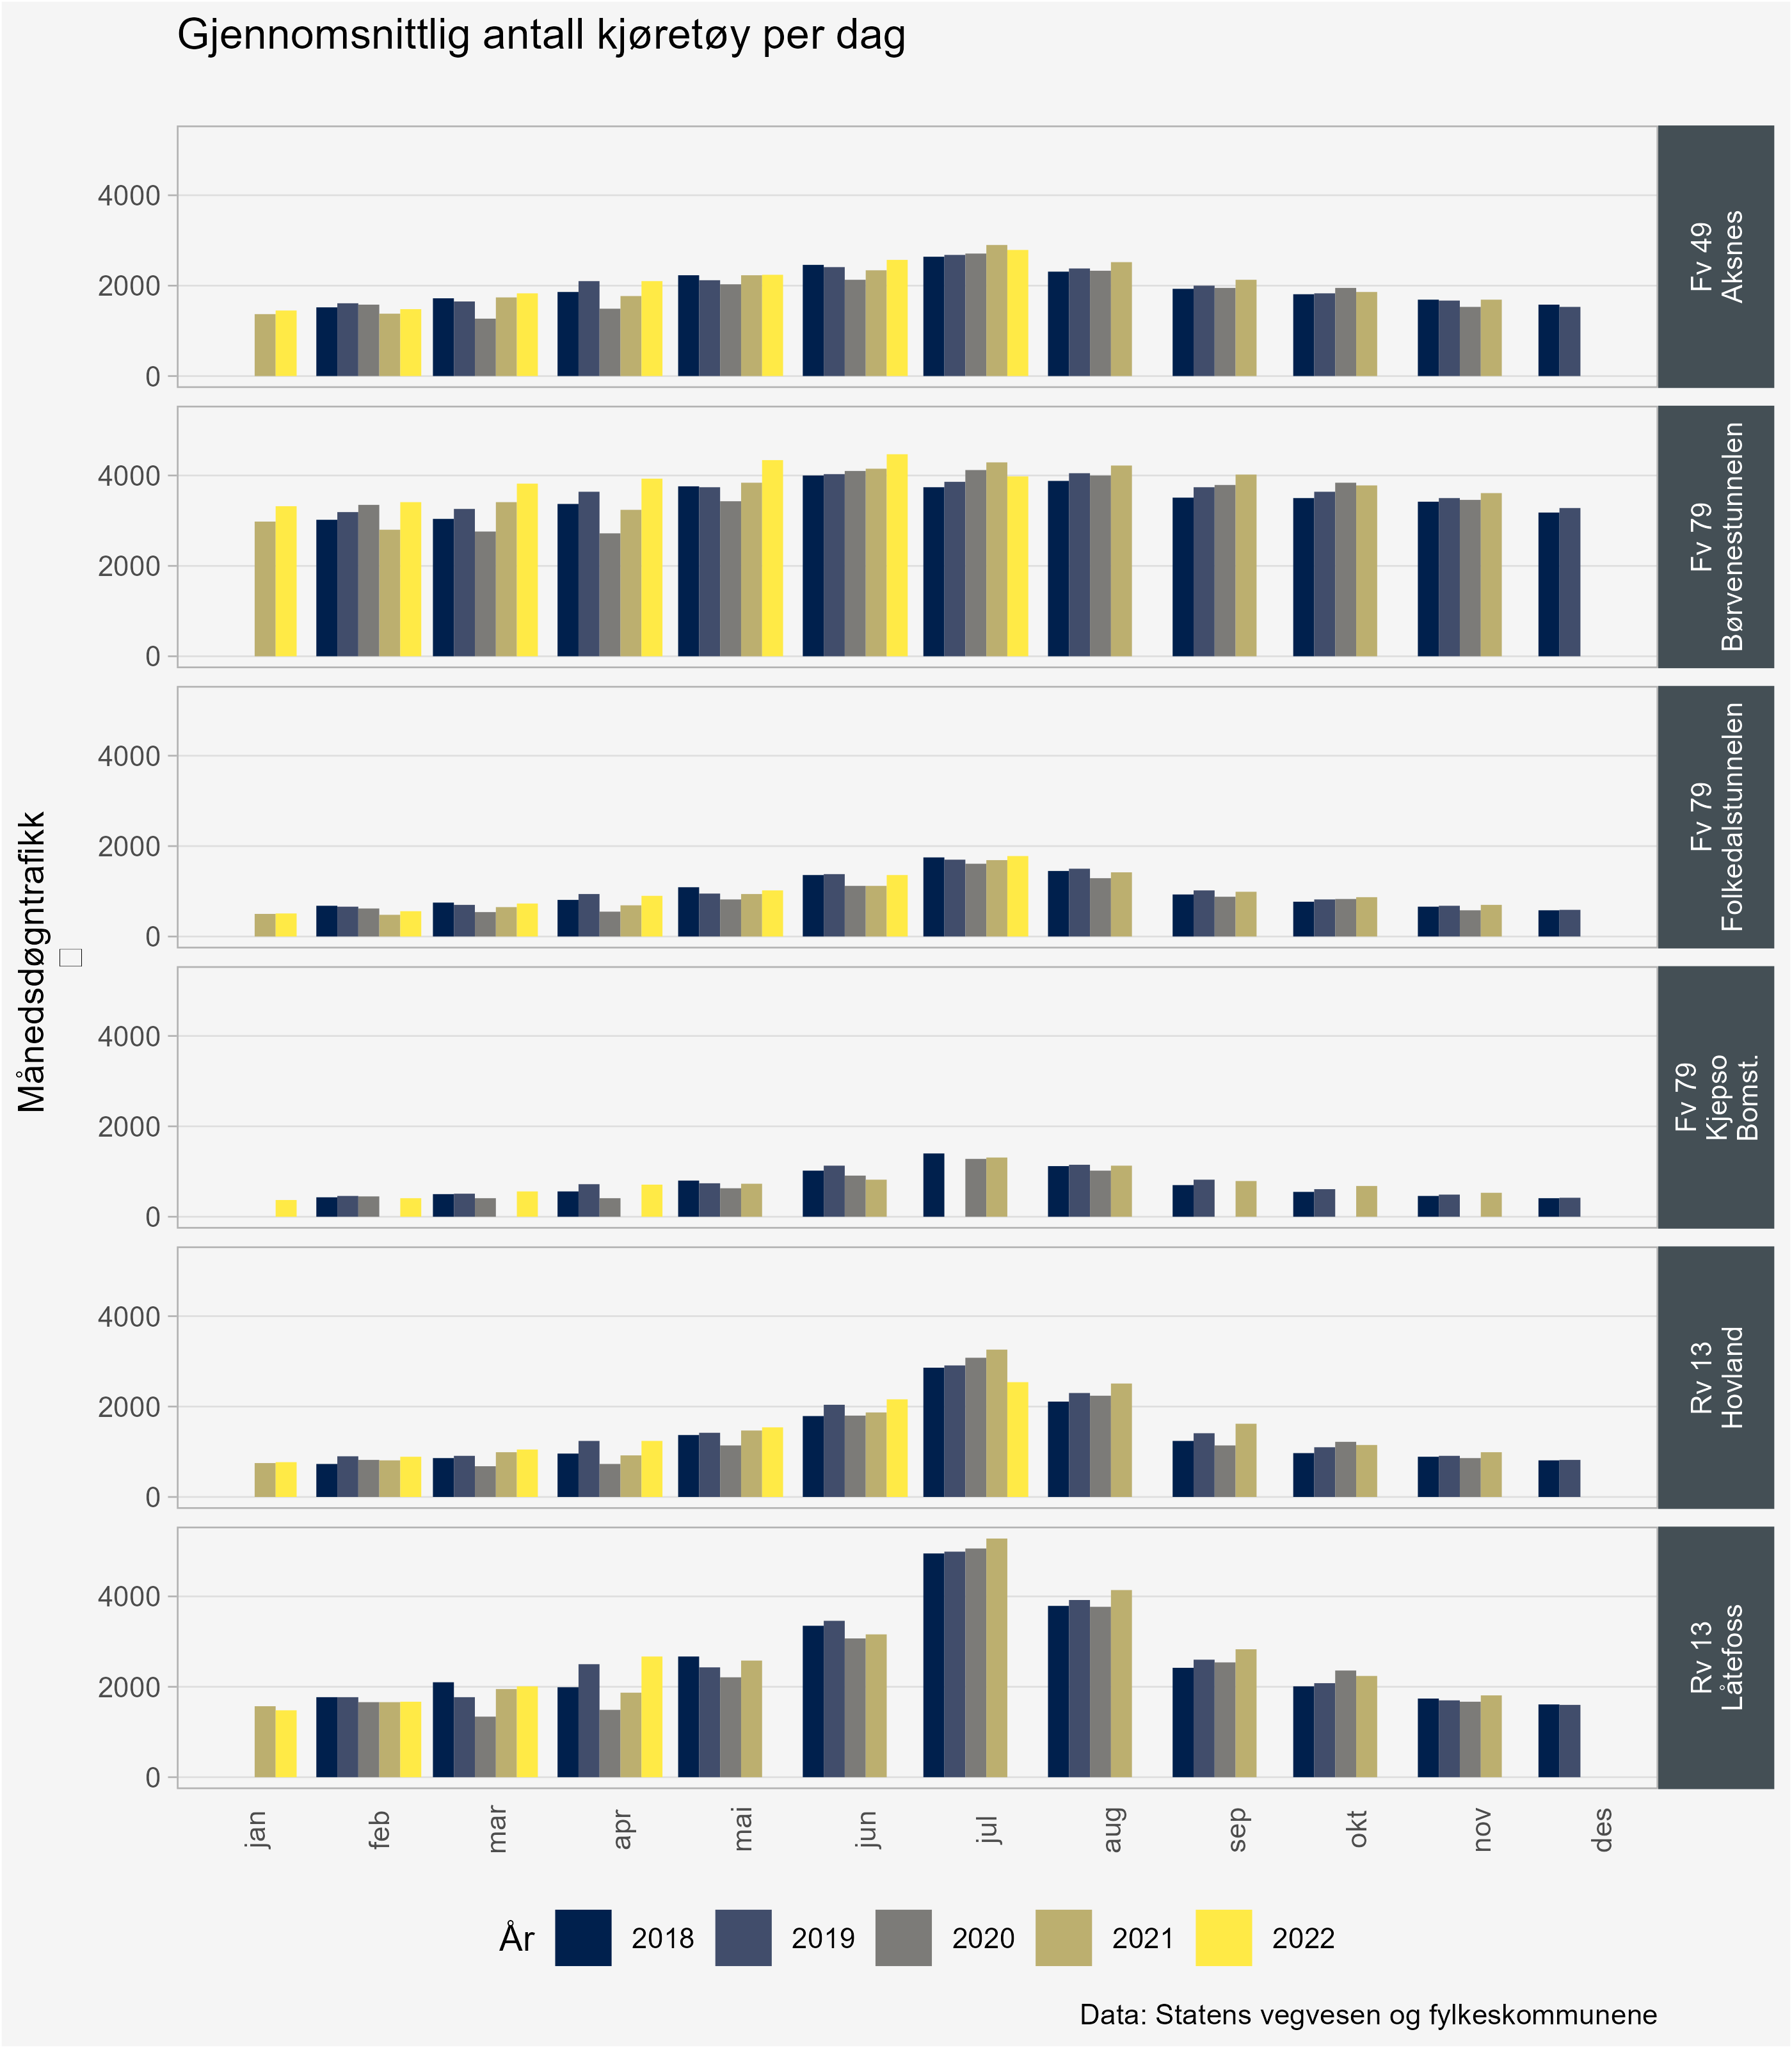 Gjennomsnittlig antall kjøretøy per dag
Månedsdøgntrafikk
4000
2000
0
Fv 49
Aksnes
4000
2000
0
Fv 79
Børvenestunnelen
4000
2000
0
Fv 79
Folkedalstunnelen
4000
2000
0
Fv 79
Kjepso
Bomst.
4000
2000
0
Rv 13
Hovland
4000
2000
0
Rv 13
Låtefoss
jan
feb
mar
apr
mai
jun
jul
aug
sep
okt
nov
des
År 2018 2019 2020 2021 2022
Data: Statens vegvesen og fylkeskommunene